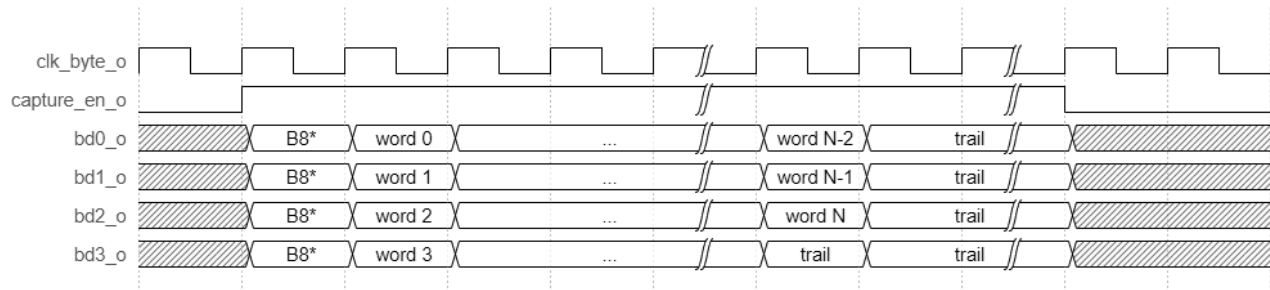 clk_byte_o
capture_en_o
bd0_o B8* word 0 ... word N-2 trail
bd1_o B8* word 1 ... word N-1 trail
bd2_o B8* word 2 ... word N trail
bd3_o B8* word 3 ... trail trail